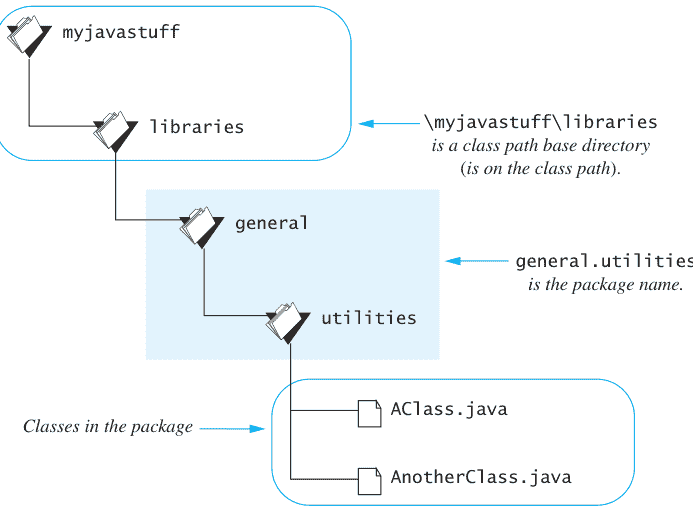 myjavastuff
libraries
\myjavastuff\libraries
is a class path base directory
(is on the class path).
general
general.utilities
is the package name.
utilities
AClass.java
Classes in the package
AnotherClass.java